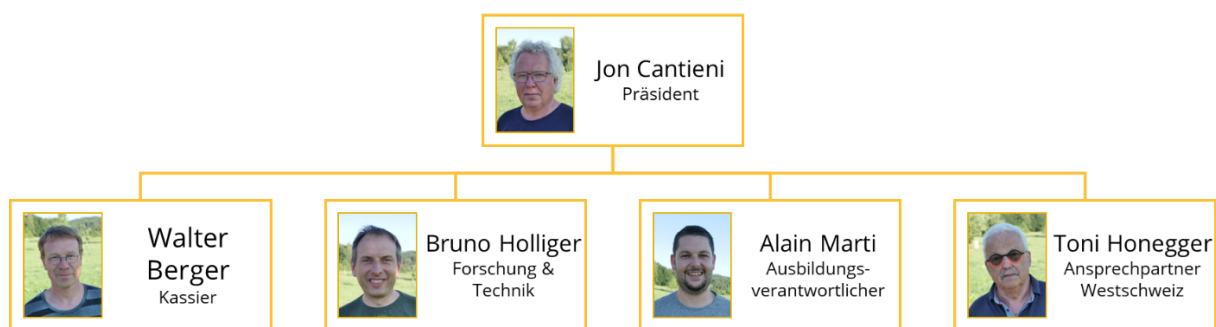 Jon Cantieni
Präsident
Walter
Berger
Kassier
Bruno Holliger
Forschung &
Technik
Alain Marti
Ausbildungs-
verantwortlicher
Toni Honegger
Ansprechpartner
Westschweiz